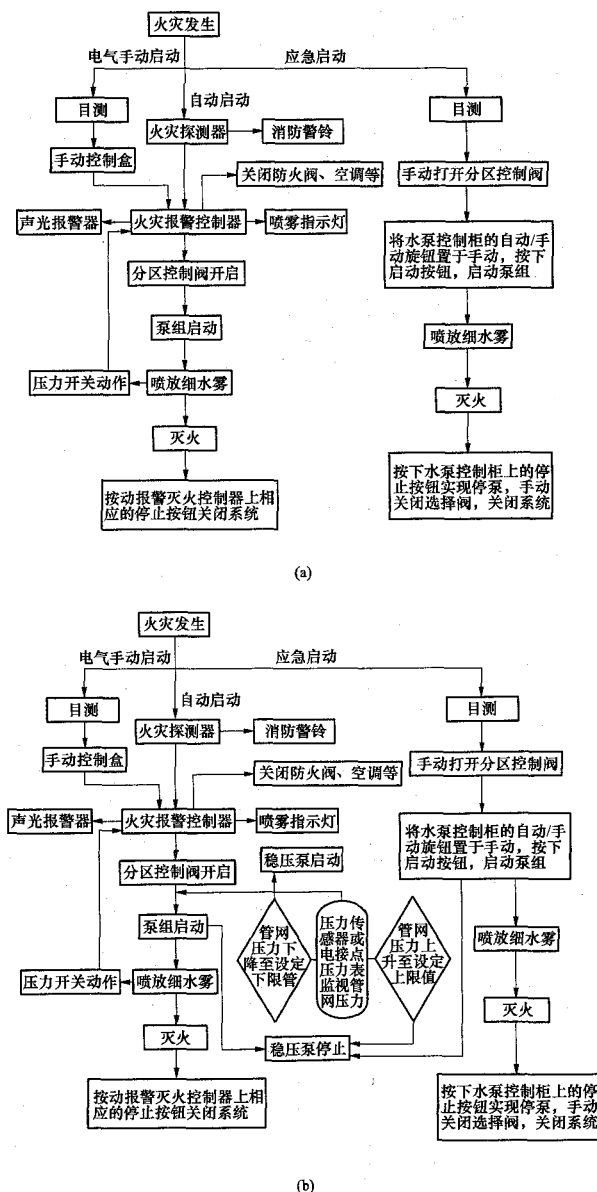 火灾发生
电气手动启动
应急启动
目测
自动启动
目测
火灾探测器
消防警铃
手动控制盒
关闭防火阀、空调等
手动打开分区控制阀
声光报警器
火灾报警控制器
喷雾指示灯
将水泵控制柜的自动/手
动旋钮置于手动，按下
启动按钮，启动泵组
分区控制阀开启
泵组启动
喷放细水雾
压力开关动作
喷放细水雾
灭火
灭火
按动报警灭火控制器上相
应的停止按钮关闭系统
按下水泵控制柜上的停
止按钮实现停泵，手动
关闭选择阀，关闭系统
(a)
火灾发生
电气手动启动
应急启动
目测
自动启动
目测
火灾探测器
消防警铃
手动控制盒
关闭防火阀、空调等
手动打开分区控制阀
声光报警器
火灾报警控制器
喷雾指示灯
将水泵控制柜的自动/手
动旋钮置于手动，按下
启动按钮，启动泵组
稳压泵启动
分区控制阀开启
泵组启动
管网
压力下
降至设定
下限管
压力传
感器或
电接点
压力表
监视管
网压力
管网
压力上
升至设定
上限值
喷放细水雾
压力开关动作
喷放细水雾
灭火
灭火
稳压泵停止
按动报警灭火控制器上相
应的停止按钮关闭系统
按下水泵控制柜上的停
止按钮实现停泵，手动
关闭选择阀，关闭系统
(b)